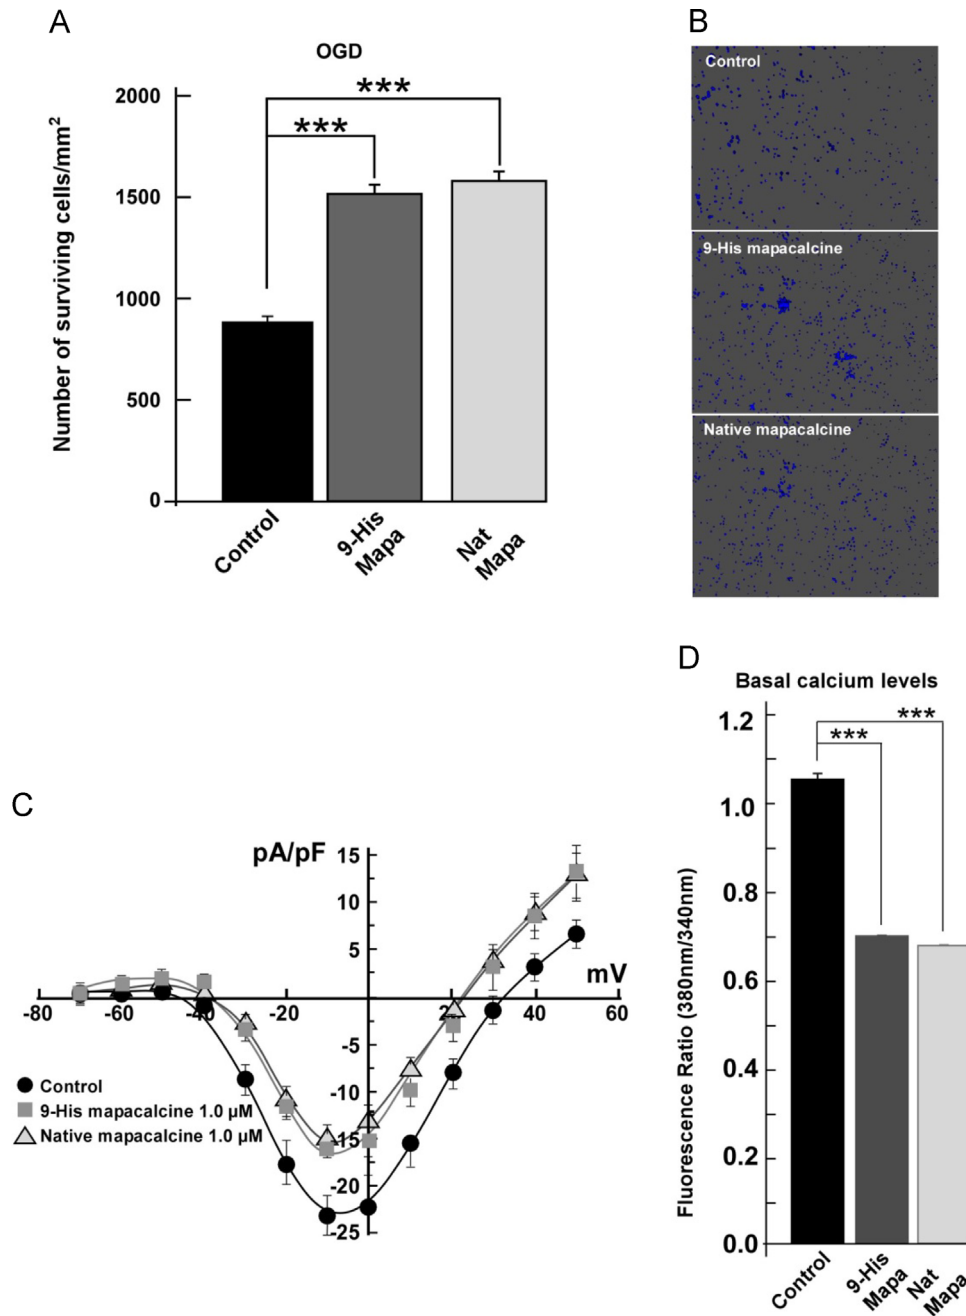 A
OGD
Number of surviving cells/mm2
2000
1500
1000
500
0
***
***
Control
9-His
Mapa
Nat
Mapa
B
Control
9-His mapacalcine
Native mapacalcine
C
pA/pF
mV
15
10
5
-5
-10
-15
-20
-25
-80
-60
-40
-20
20
40
60
Control
9-His mapacalcine 1.0 µM
Native mapacalcine 1.0 µM
D
Basal calcium levels
Fluorescence Ratio (380nm/340nm)
1.2
1.0
0.8
0.6
0.4
0.2
0.0
***
***
Control
9-His
Mapa
Nat
Mapa